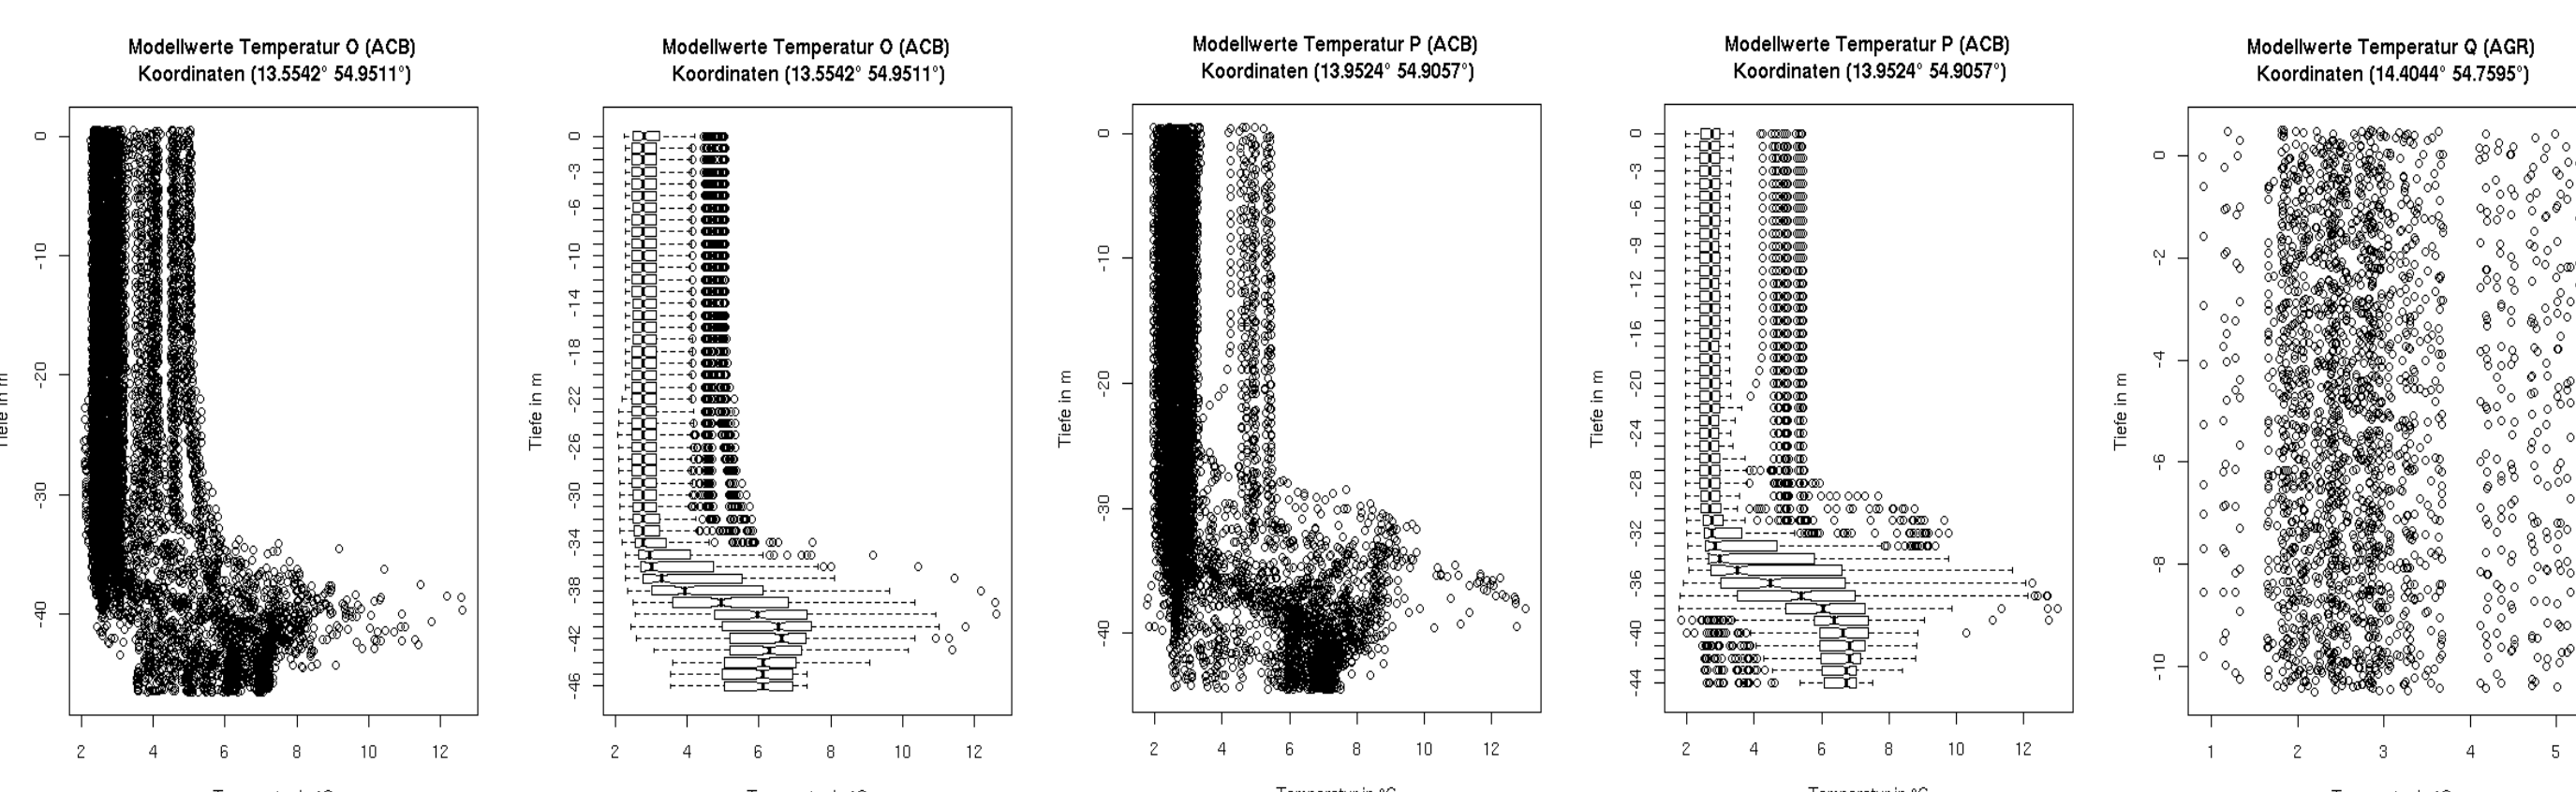 Modellwerte Temperatur O (ACB)
Koordinaten (13.5542° 54.9511°)
Tiefe in m
0
-10
-20
-30
-40
2 4 6 8 10 12
Modellwerte Temperatur O (ACB)
Koordinaten (13.5542° 54.9511°)
Tiefe in m
0
-3
-6
-10
-14
-18
-22
-26
-30
-34
-38
-42
-46
2 4 6 8 10 12
Modellwerte Temperatur P (ACB)
Koordinaten (13.9524° 54.9057°)
Tiefe in m
0
-10
-20
-30
-40
2 4 6 8 10 12
Temperatur in °C
Modellwerte Temperatur P (ACB)
Koordinaten (13.9524° 54.9057°)
Tiefe in m
0
-3
-6
-9
-12
-16
-20
-24
-28
-32
-36
-40
-44
2 4 6 8 10 12
Temperatur in °C
Modellwerte Temperatur Q (AGR)
Koordinaten (14.4044° 54.7595°)
Tiefe in m
0
-2
-4
-6
-8
-10
1 2 3 4 5